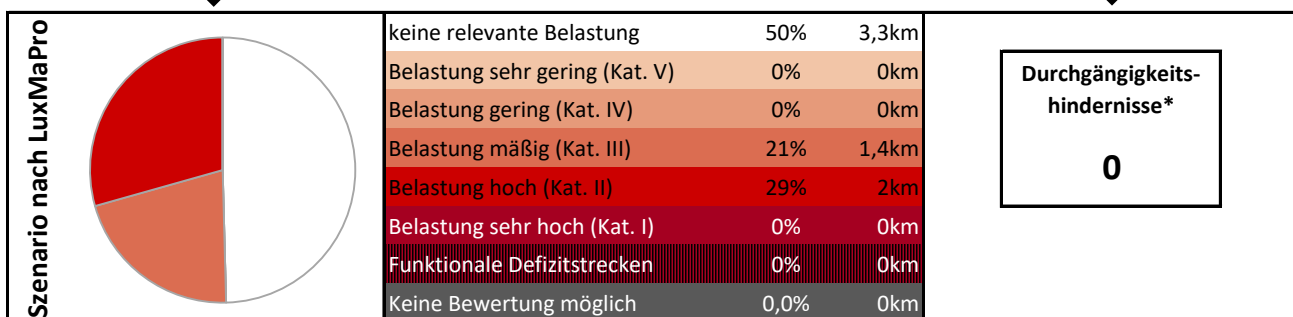 Szenario nach LuxMaPro
keine relevante Belastung 50% 3,3km
Belastung sehr gering (Kat. V) 0% 0km
Belastung gering (Kat. IV) 0% 0km
Belastung mäßig (Kat. III) 21% 1,4km
Belastung hoch (Kat. II) 29% 2km
Belastung sehr hoch (Kat. I) 0% 0km
Funktionale Defizitstrecken 0% 0km
Keine Bewertung möglich 0,0% 0km
Durchgängigkeits-
hindernisse*
0